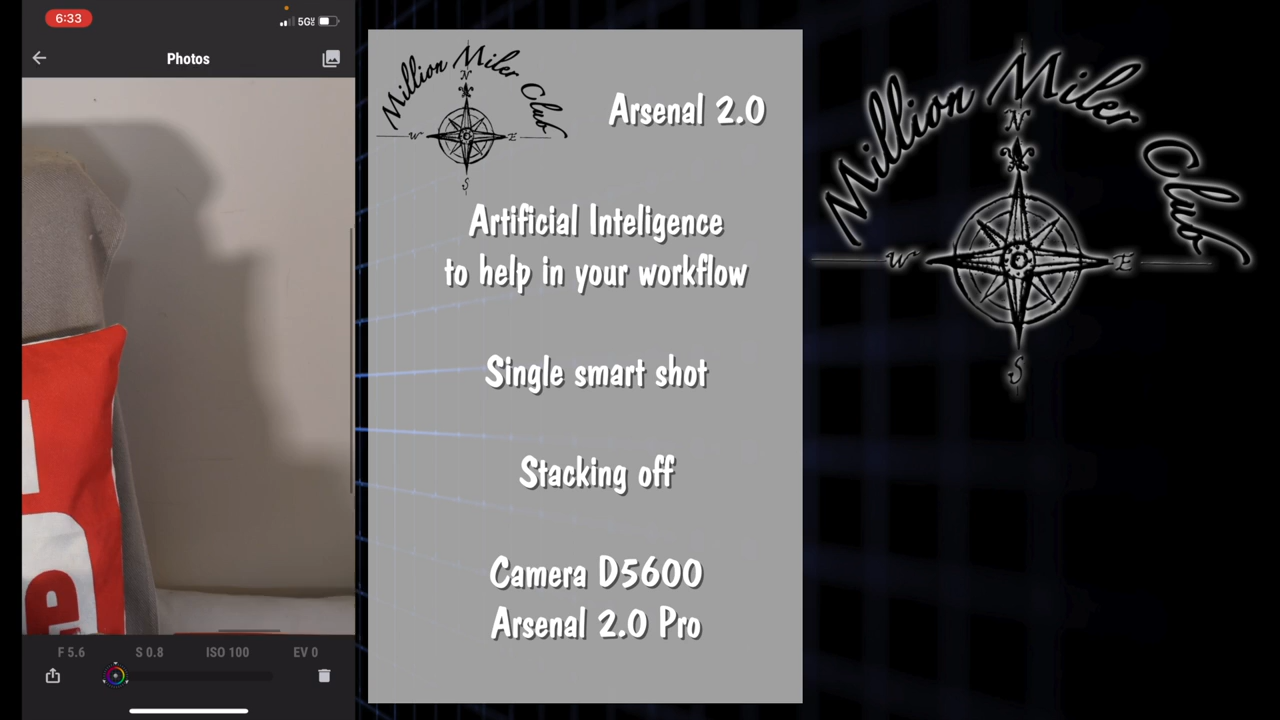 6:33
5G
Photos
F 5.6 S 0.8 ISO 100 EV 0
Million Miler Club
N
W E
S
Arsenal 2.0
Artificial Inteligence
to help in your workflow
Single smart shot
Stacking off
Camera D5600
Arsenal 2.0 Pro
Million Miler Club
N
W E
S